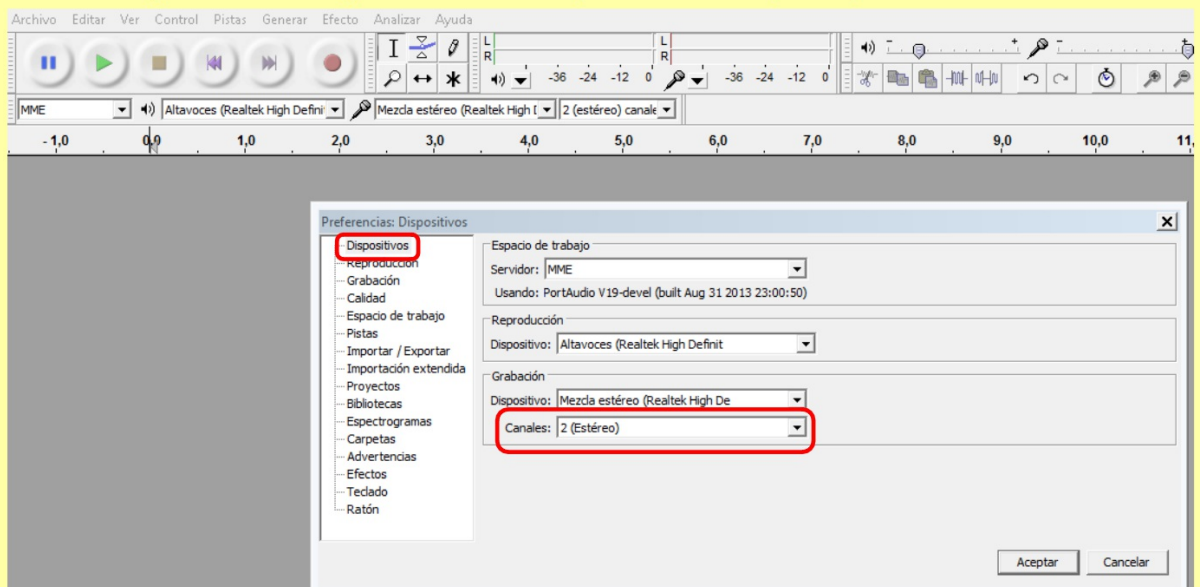 Archivo Editar Ver Control Pistas Generar Efecto Analizar Ayuda
L
R
L
R
-36 -24 -12 0
-36 -24 -12 0
MME
Altavoces (Realtek High Defini
Mezcla estéreo (Realtek High D
2 (estéreo) canale
- 1,0 0,0 1,0 2,0 3,0 4,0 5,0 6,0 7,0 8,0 9,0 10,0 11,
Preferencias: Dispositivos
Dispositivos
Reproducción
Grabación
Calidad
Espacio de trabajo
Pistas
Importar / Exportar
Importación extendida
Proyectos
Bibliotecas
Espectrogramas
Carpetas
Advertencias
Efectos
Teclado
Ratón
Espacio de trabajo
Servidor: MME
Usando: PortAudio V19-devel (built Aug 31 2013 23:00:50)
Reproducción
Dispositivo: Altavoces (Realtek High Definit
Grabación
Dispositivo: Mezcla estéreo (Realtek High De
Canales: 2 (Estéreo)
Aceptar Cancelar